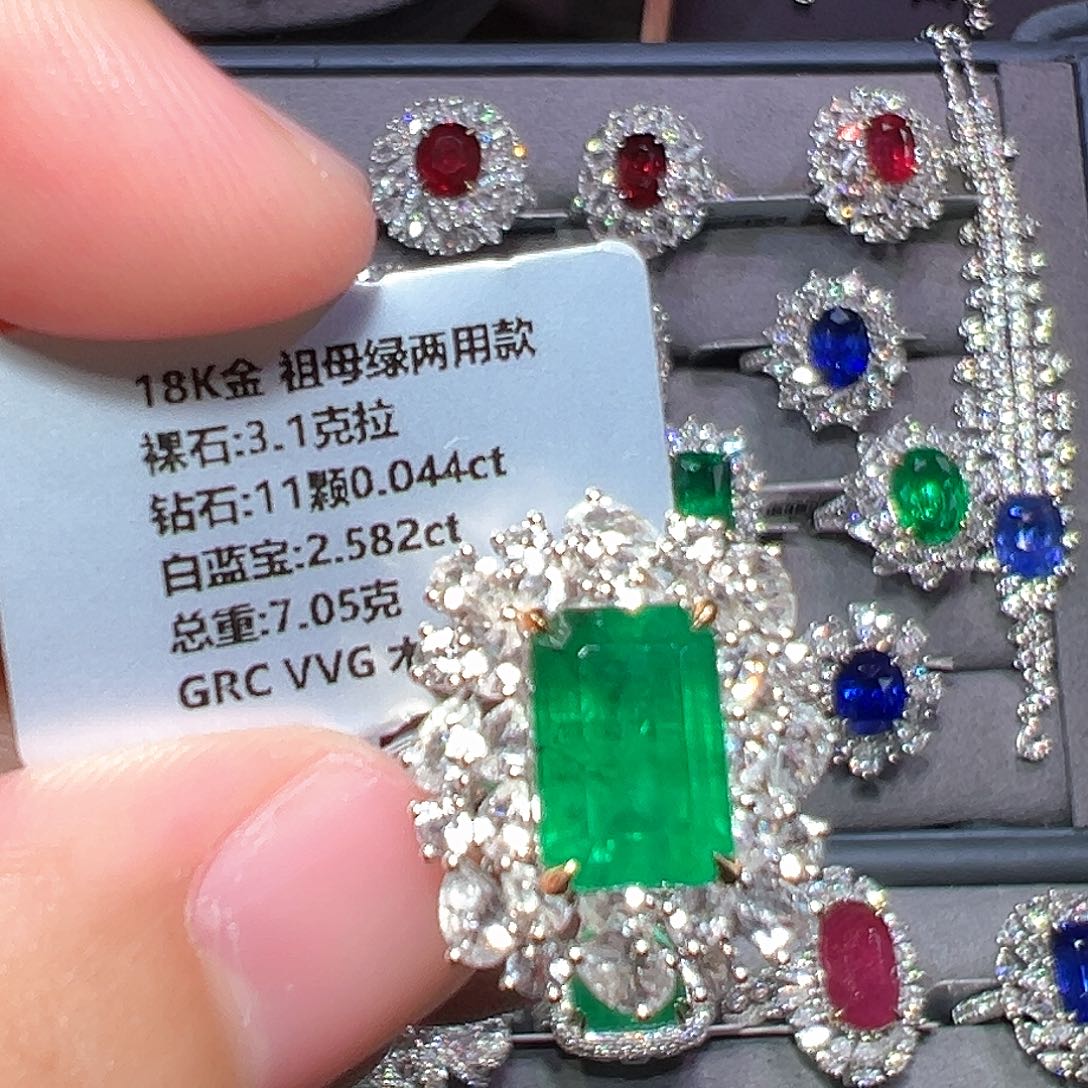 18K金 祖母绿两用款
裸石:3.1克拉
钻石:11颗0.044ct
白蓝宝:2.582ct
总重:7.05克
GRC VVG